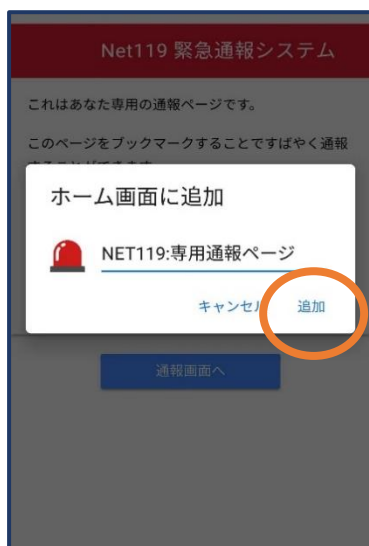 Net119 緊急通報システム
これはあなた専用の通報ページです。
このページをブックマークすることですばやく通報
ホーム画面に追加
NET119:専用通報ページ
キャンセル
追加
通報画面へ